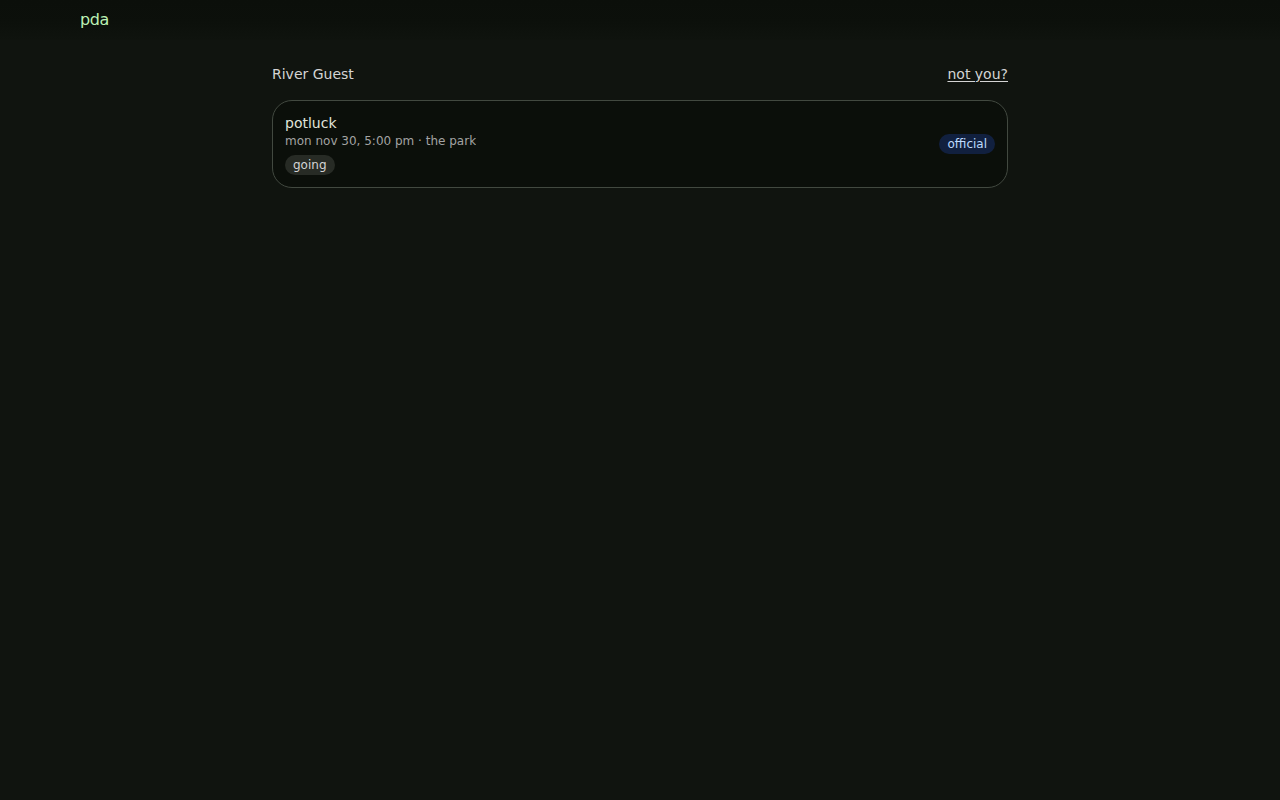 pda
River Guest
not you?
potluck
mon nov 30, 5:00 pm · the park
official
going